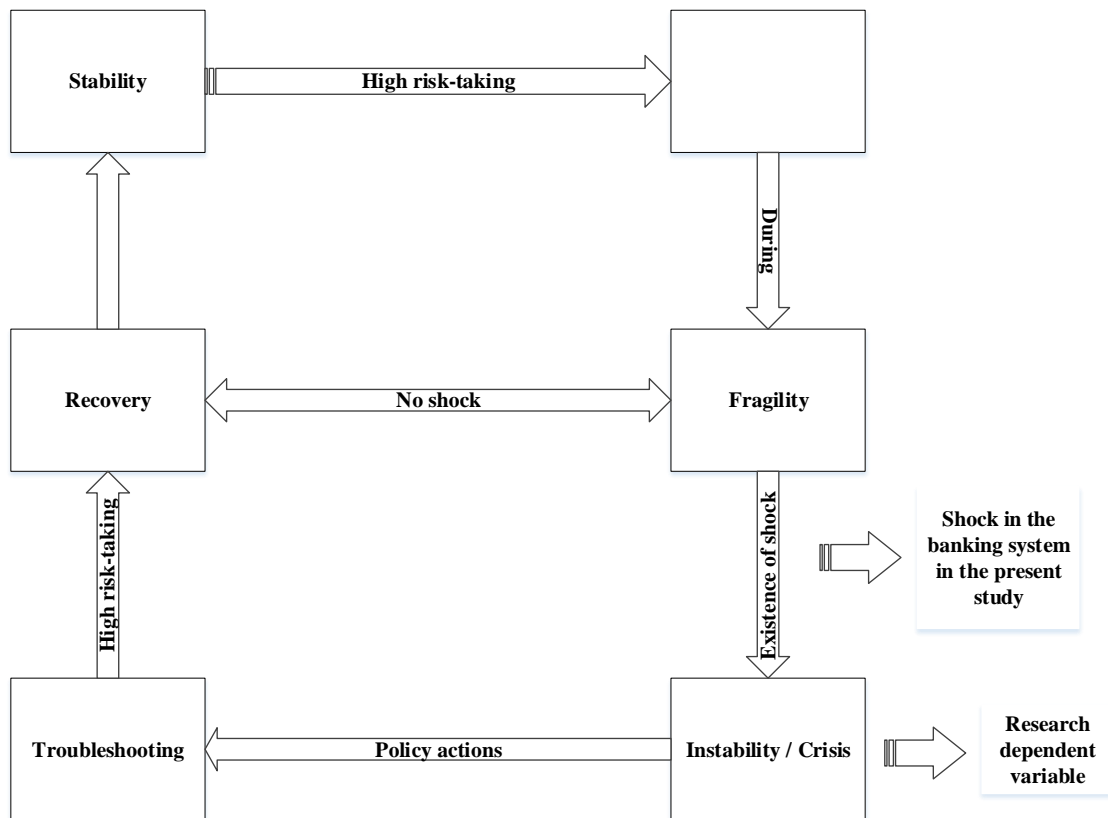 Stability
High risk-taking
During
Recovery
No shock
Fragility
High risk-taking
Existence of shock
Shock in the
banking system
in the present
study
Troubleshooting
Policy actions
Instability / Crisis
Research
dependent
variable